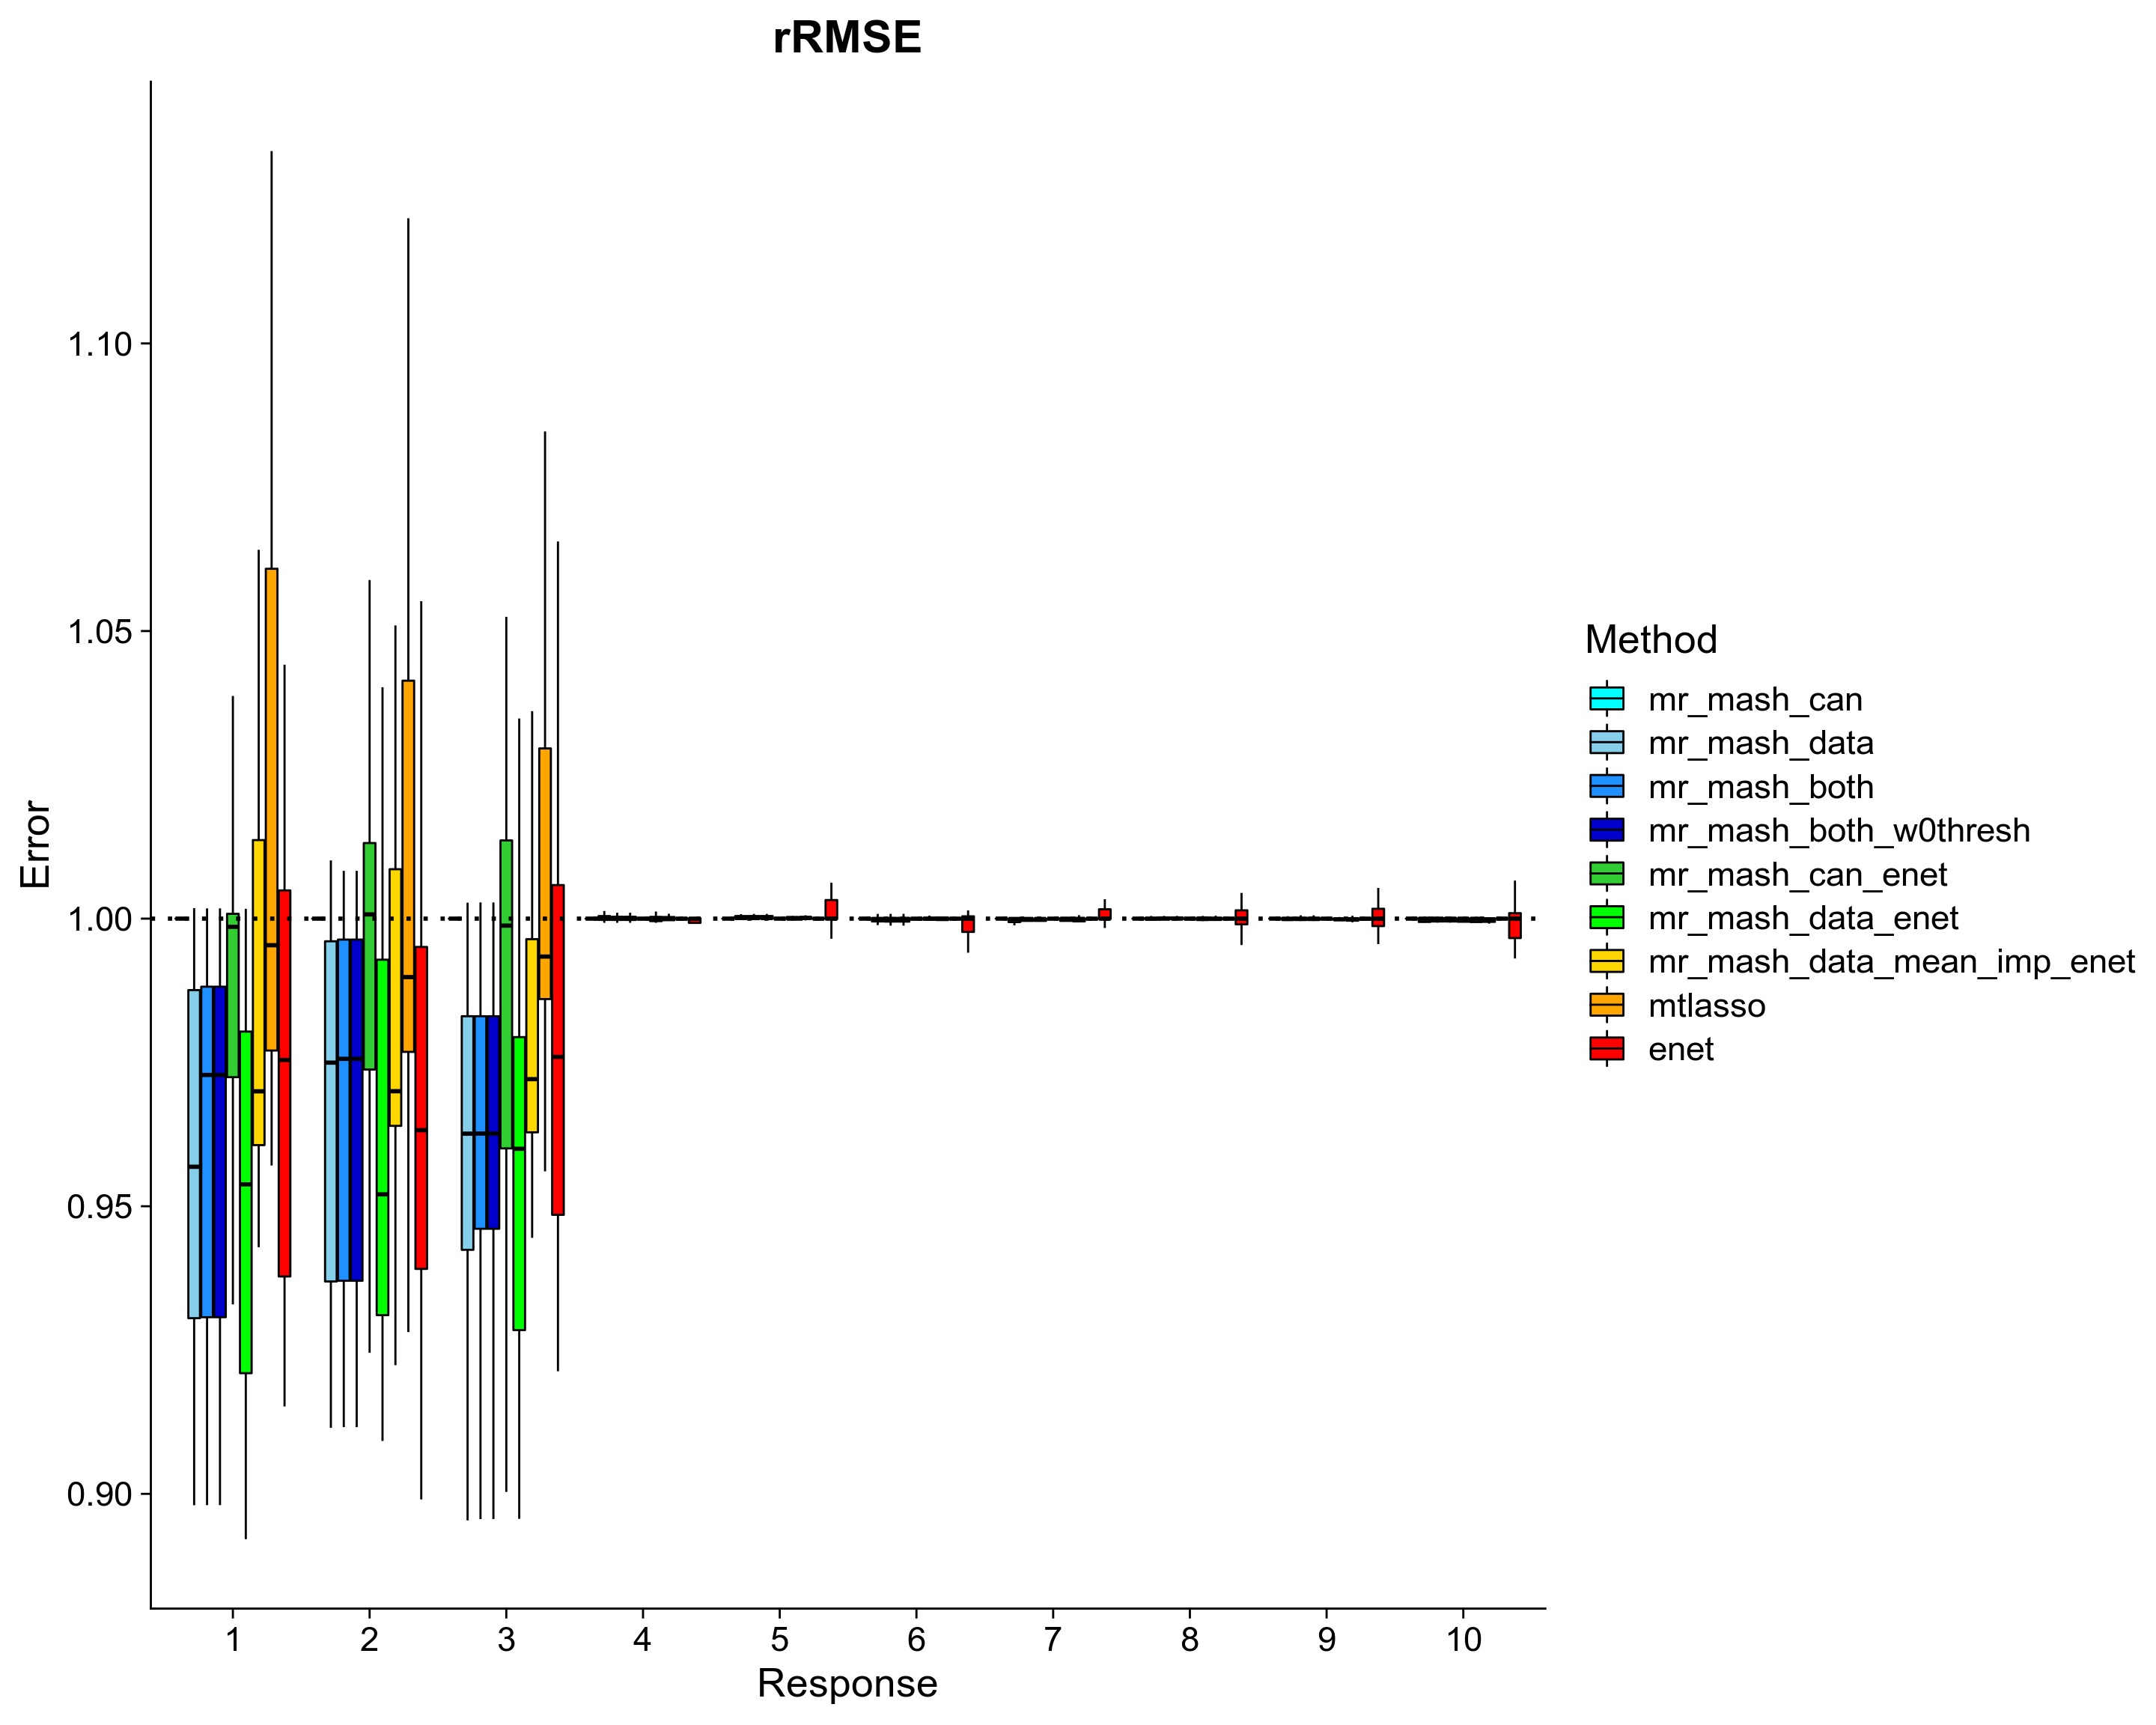 rRMSE
Error
1.10
1.05
1.00
0.95
0.90
1 2 3 4 5 6 7 8 9 10
Response
Method
mr_mash_can
mr_mash_data
mr_mash_both
mr_mash_both_w0thresh
mr_mash_can_enet
mr_mash_data_enet
mr_mash_data_mean_imp_enet
mtlasso
enet